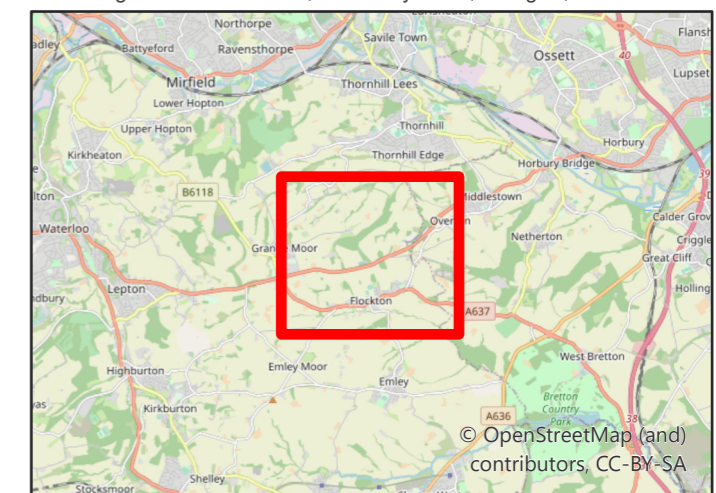 Northorpe
Savile Town
Battyeford
Ravensthorpe
Ossett
40
Lupset
Mirfield
Thornhill Lees
Lower Hopton
Upper Hopton
Thornhill
Horbury
Kirkheaton
Thornhill Edge
Horbury Bridge
39
B6118
Middlestown
Overton
Calder Grov
Waterloo
Netherton
Grange Moor
Criggle
Great Cliff
Lepton
Flockton
Holling
A637
West Bretton
Highburton
Emley Moor
Emley
Bretton
Country
Park
Kirkburton
A636
38
© OpenStreetMap (and)
contributors, CC-BY-SA
Shelley
Stocksmoor